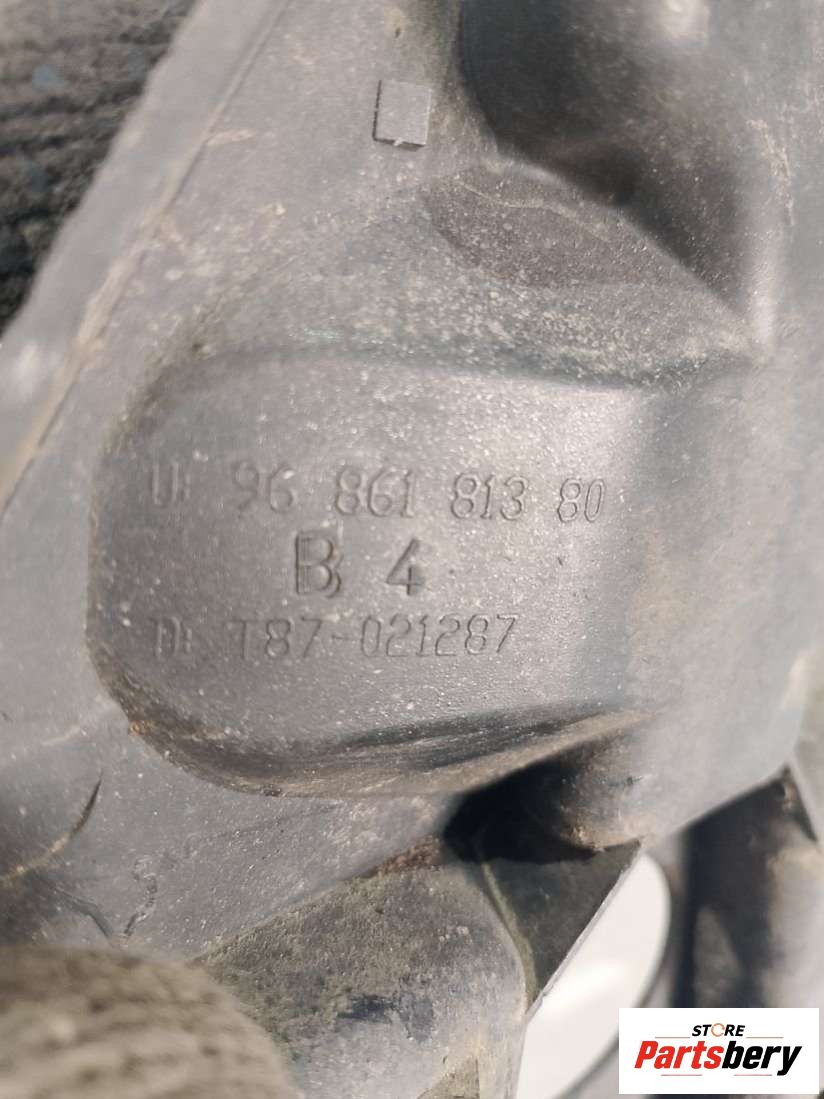 U: 96 861 813 80
B 4
D: T87-021287
STORE
Partsbery